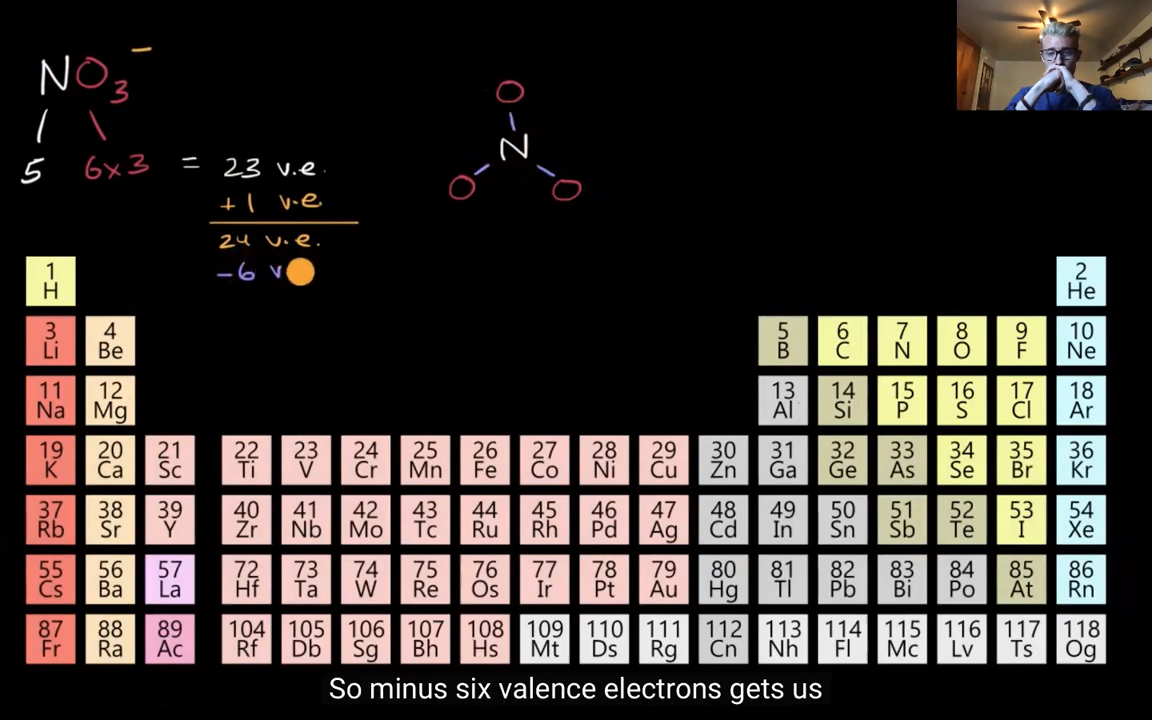 NO3-
5 6x3 = 23 v.e.
+1 v.e
24 v.e.
-6 v
O
N
O O
1 H 2 He
3 Li 4 Be 5 B 6 C 7 N 8 O 9 F 10 Ne
11 Na 12 Mg 13 Al 14 Si 15 P 16 S 17 Cl 18 Ar
19 K 20 Ca 21 Sc 22 Ti 23 V 24 Cr 25 Mn 26 Fe 27 Co 28 Ni 29 Cu 30 Zn 31 Ga 32 Ge 33 As 34 Se 35 Br 36 Kr
37 Rb 38 Sr 39 Y 40 Zr 41 Nb 42 Mo 43 Tc 44 Ru 45 Rh 46 Pd 47 Ag 48 Cd 49 In 50 Sn 51 Sb 52 Te 53 I 54 Xe
55 Cs 56 Ba 57 La 72 Hf 73 Ta 74 W 75 Re 76 Os 77 Ir 78 Pt 79 Au 80 Hg 81 Tl 82 Pb 83 Bi 84 Po 85 At 86 Rn
87 Fr 88 Ra 89 Ac 104 Rf 105 Db 106 Sg 107 Bh 108 Hs 109 Mt 110 Ds 111 Rg 112 Cn 113 Nh 114 Fl 115 Mc 116 Lv 117 Ts 118 Og
So minus six valence electrons gets us